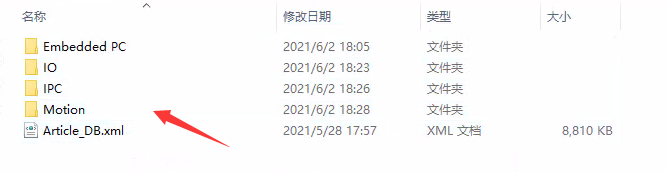 名称 修改日期 类型 大小
Embedded PC 2021/6/2 18:05 文件夹
IO 2021/6/2 18:23 文件夹
IPC 2021/6/2 18:26 文件夹
Motion 2021/6/2 18:28 文件夹
Article_DB.xml 2021/5/28 17:57 XML 文档 8,810 KB